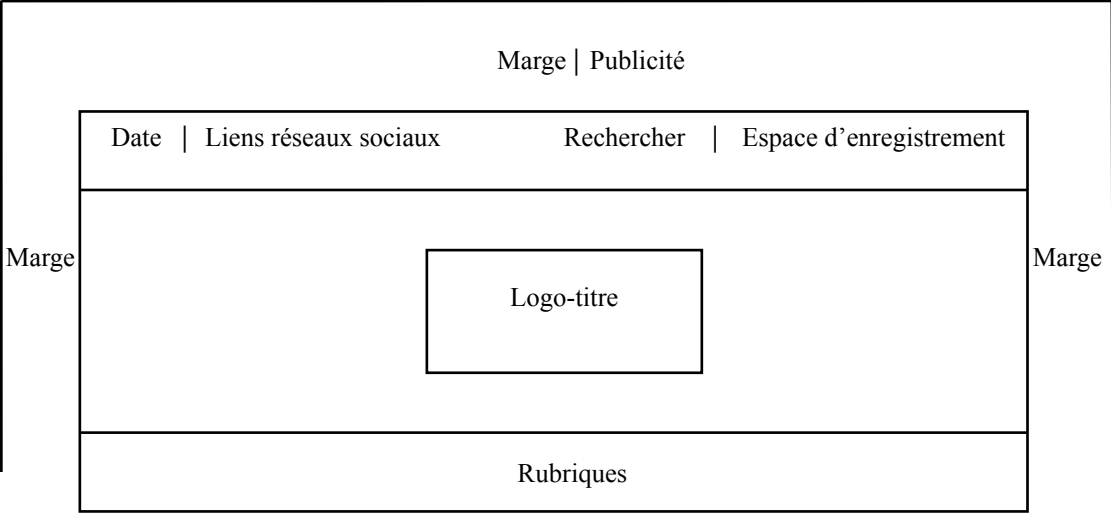 Marge | Publicité
Date | Liens réseaux sociaux Rechercher | Espace d’enregistrement
Marge Marge
Logo-titre
Rubriques